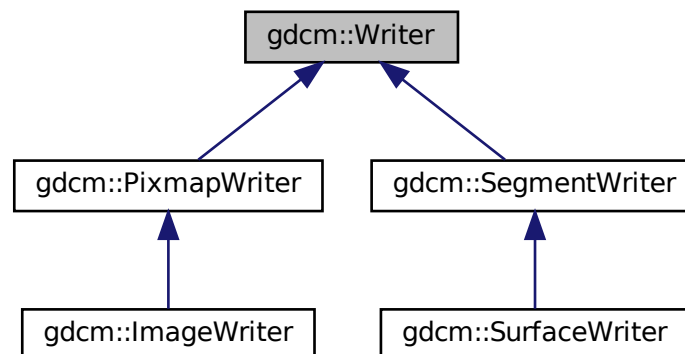 gdcm::Writer
gdcm::PixmapWriter
gdcm::SegmentWriter
gdcm::ImageWriter
gdcm::SurfaceWriter